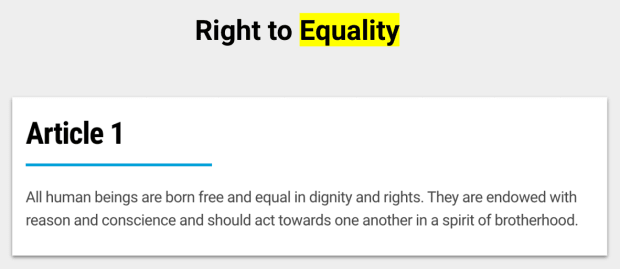 Right to Equality
Article 1
All human beings are born free and equal in dignity and rights. They are endowed with
reason and conscience and should act towards one another in a spirit of brotherhood.